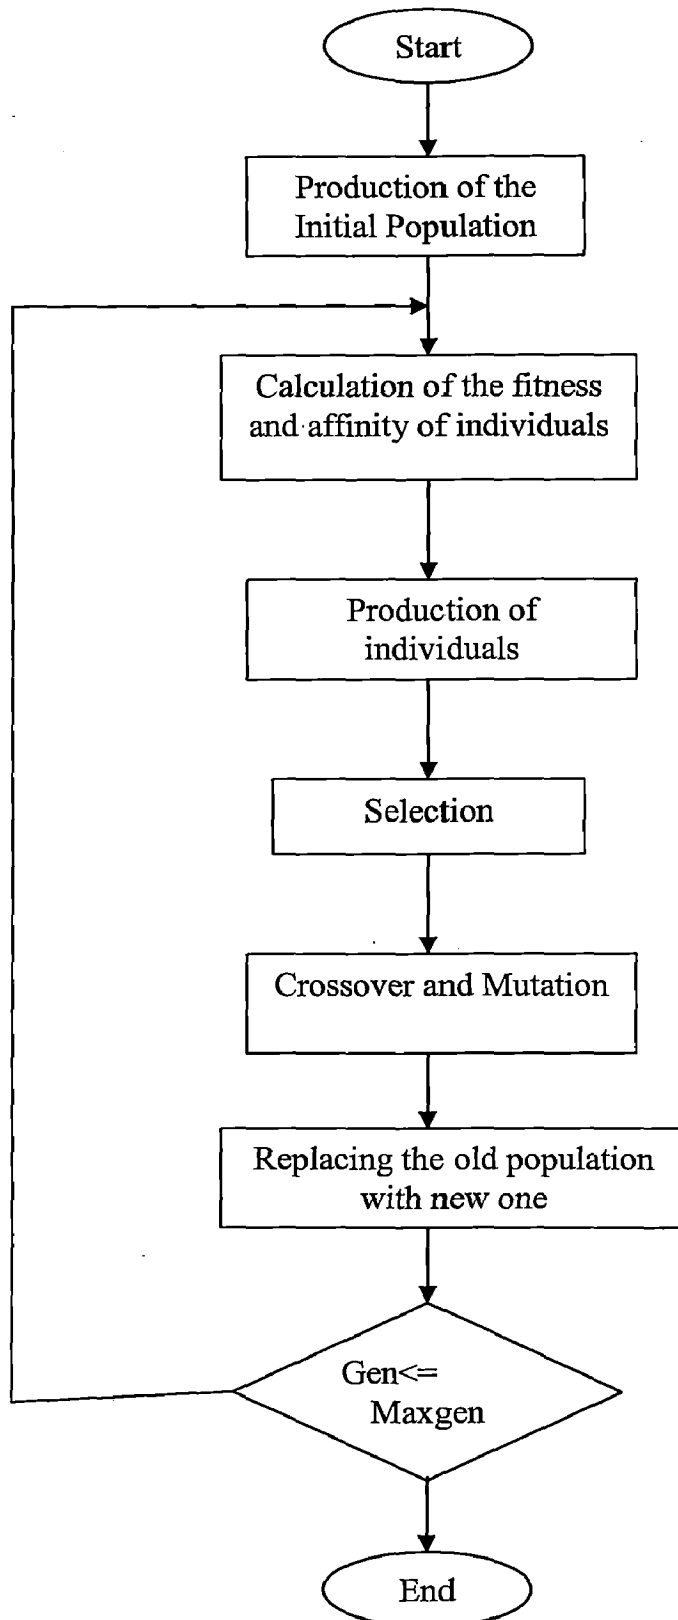 Start
Production of the
Initial Population
Calculation of the fitness
and affinity of individuals
Production of
individuals
Selection
Crossover and Mutation
Replacing the old population
with new one
Gen<=
Maxgen
End